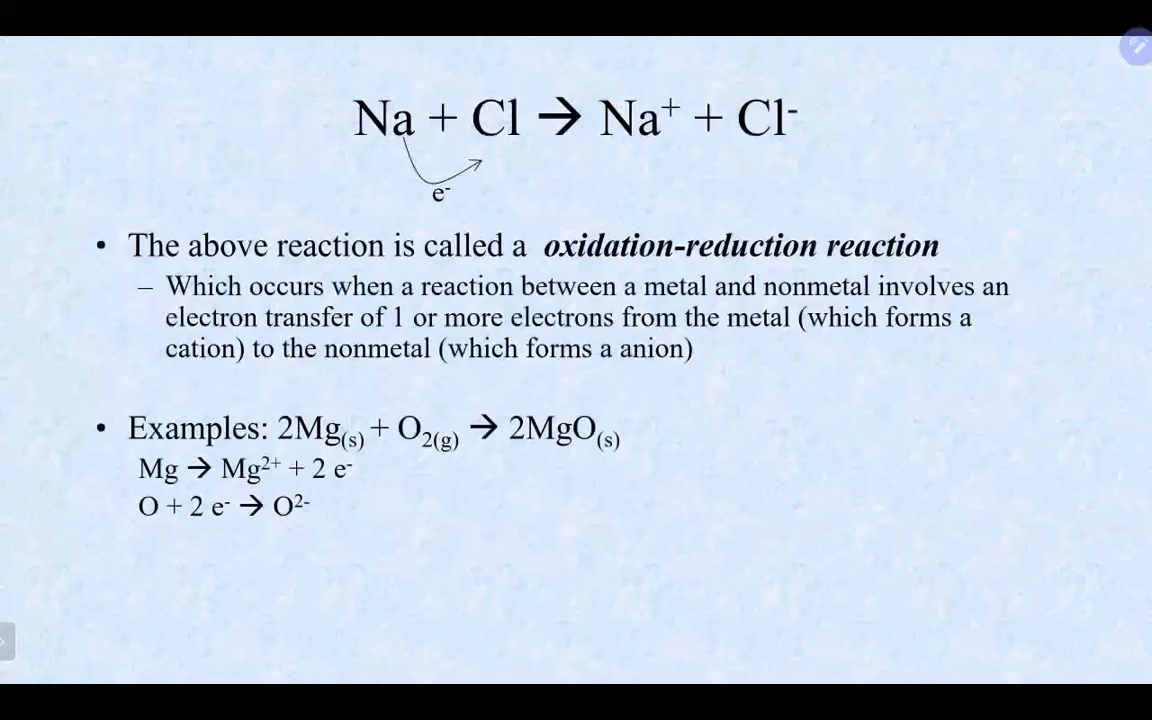 Na + Cl → Na⁺ + Cl⁻
e⁻
• The above reaction is called a oxidation-reduction reaction
– Which occurs when a reaction between a metal and nonmetal involves an
electron transfer of 1 or more electrons from the metal (which forms a
cation) to the nonmetal (which forms a anion)
• Examples: 2Mg₍s₎ + O₂₍g₎ → 2MgO₍s₎
Mg → Mg²⁺ + 2 e⁻
O + 2 e⁻ → O²⁻